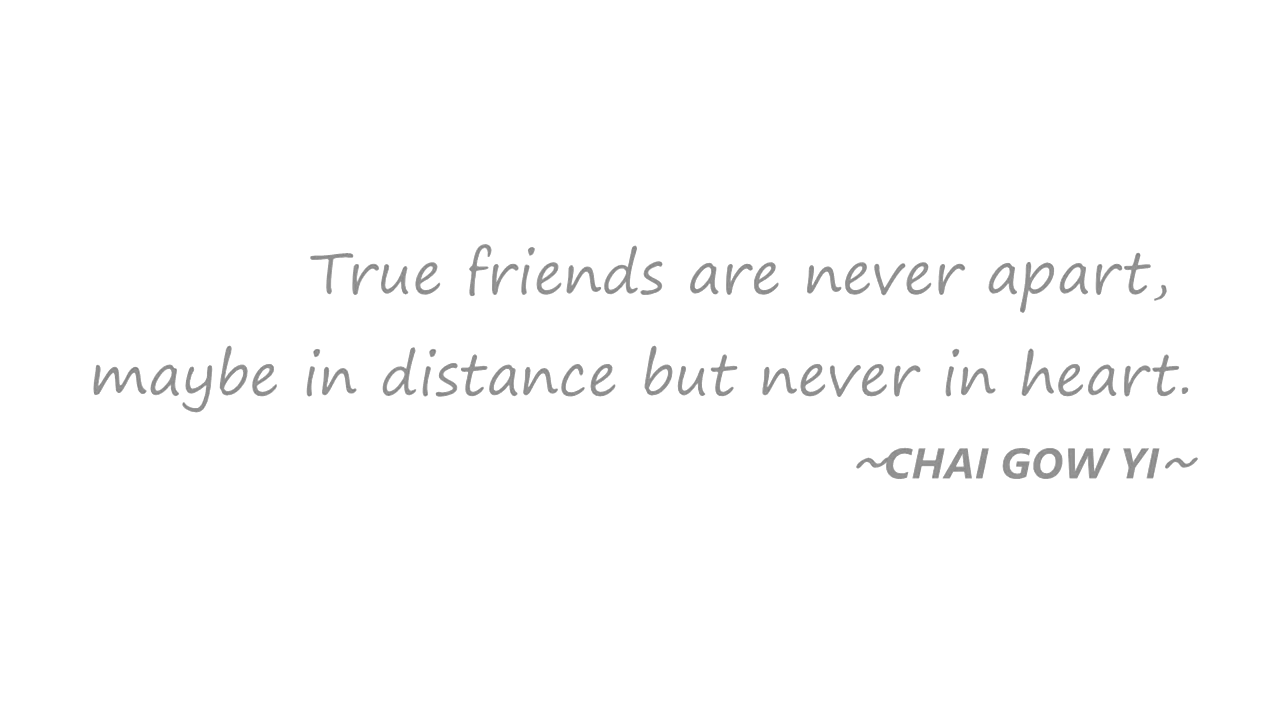 True friends are never apart,
maybe in distance but never in heart.
~CHAI GOW YI~